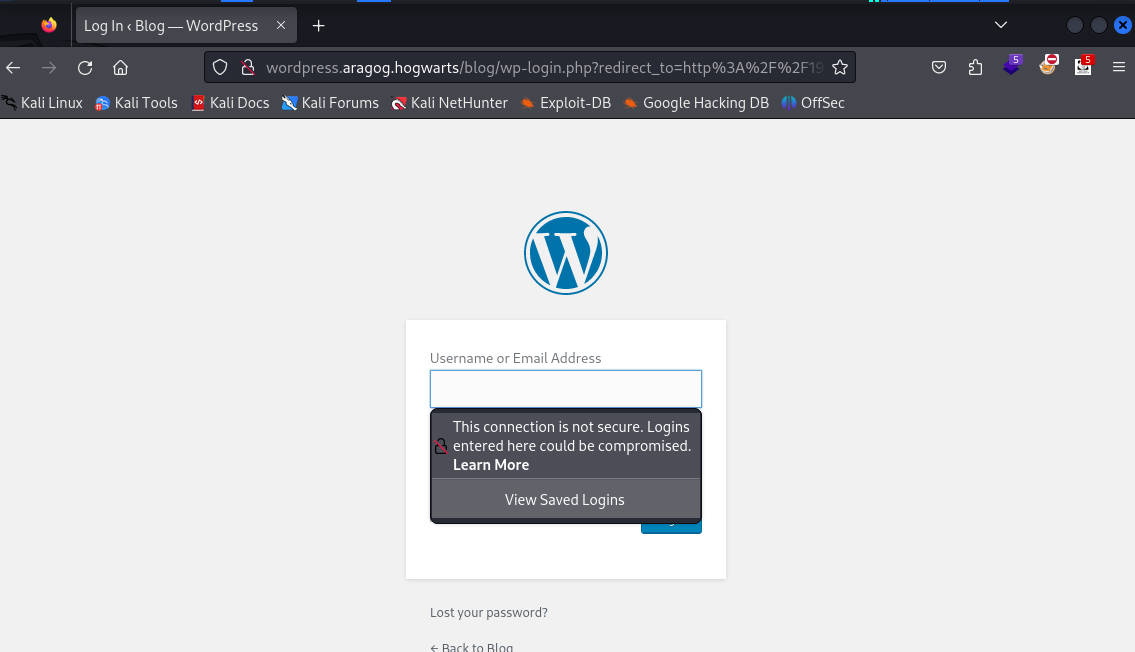 Log In ‹ Blog — WordPress
wordpress.aragog.hogwarts/blog/wp-login.php?redirect_to=http%3A%2F%2F19
5
5
Kali Linux Kali Tools Kali Docs Kali Forums Kali NetHunter Exploit-DB Google Hacking DB OffSec
Username or Email Address
This connection is not secure. Logins
entered here could be compromised.
Learn More
View Saved Logins
Lost your password?
← Back to Blog